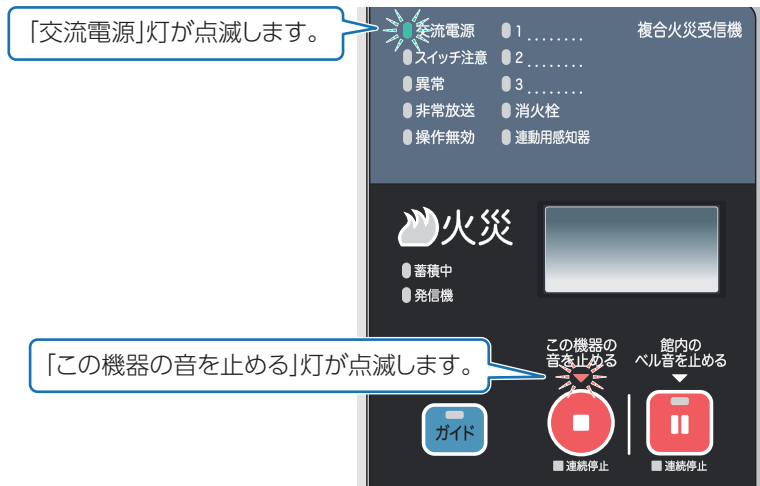 「交流電源」灯が点滅します。
交流電源
1........
複合火災受信機
スイッチ注意
2........
異常
3........
非常放送
消火栓
操作無効
連動用感知器
火災
蓄積中
発信機
この機器の
音を止める
館内の
ベル音を止める
「この機器の音を止める」灯が点滅します。
ガイド
連続停止
連続停止